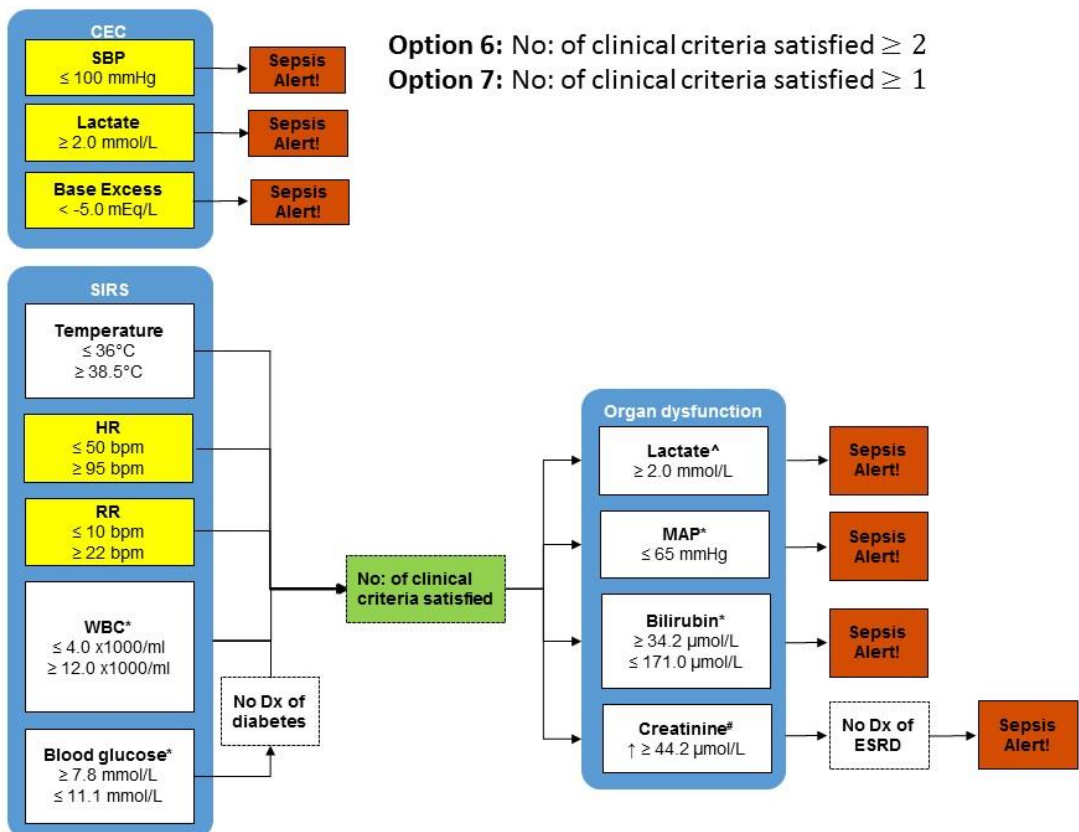 CEC
SBP
≤ 100 mmHg
Sepsis
Alert!
Lactate
≥ 2.0 mmol/L
Sepsis
Alert!
Base Excess
< -5.0 mEq/L
Sepsis
Alert!
Option 6: No: of clinical criteria satisfied ≥ 2
Option 7: No: of clinical criteria satisfied ≥ 1
SIRS
Temperature
≤ 36°C
≥ 38.5°C
HR
≤ 50 bpm
≥ 95 bpm
RR
≤ 10 bpm
≥ 22 bpm
WBC*
≤ 4.0 x1000/ml
≥ 12.0 x1000/ml
Blood glucose*
≥ 7.8 mmol/L
≤ 11.1 mmol/L
No Dx of
diabetes
No: of clinical
criteria satisfied
Organ dysfunction
Lactate^
≥ 2.0 mmol/L
Sepsis
Alert!
MAP*
≤ 65 mmHg
Sepsis
Alert!
Bilirubin*
≥ 34.2 μmol/L
≤ 171.0 μmol/L
Sepsis
Alert!
Creatinine#
↑ ≥ 44.2 μmol/L
No Dx of
ESRD
Sepsis
Alert!